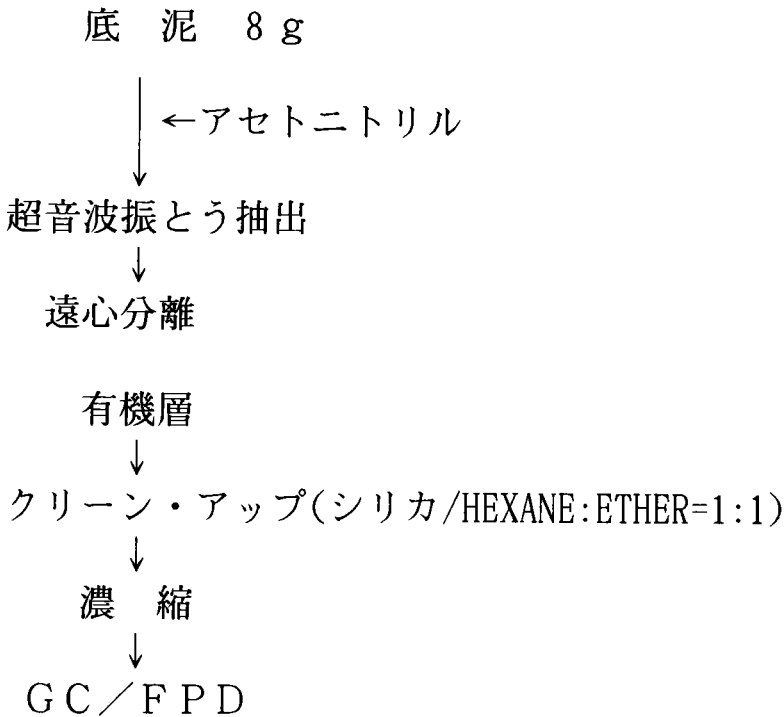 底 泥 8g
←アセトニトリル
超音波振とう抽出
遠心分離
有機層
クリーン・アップ(シリカ/HEXANE:ETHER=1:1)
濃 縮
GC/FPD